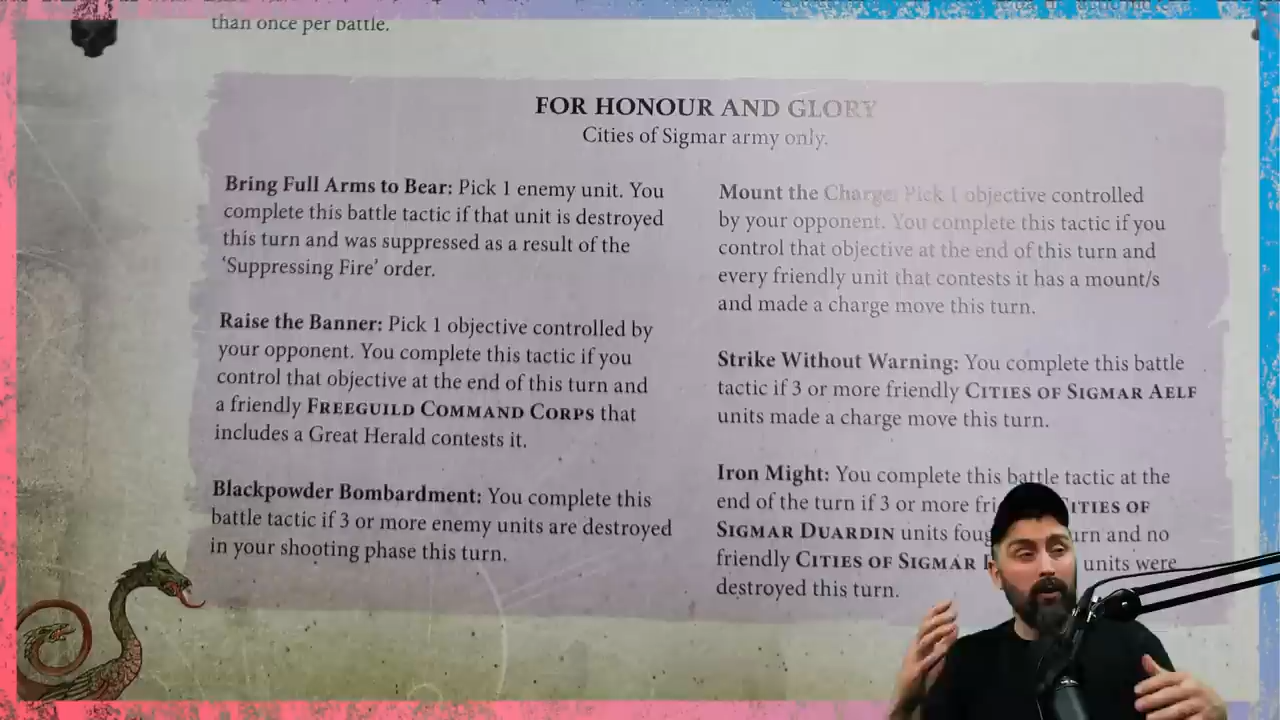 than once per battle.
FOR HONOUR AND GLORY
Cities of Sigmar army only.
Bring Full Arms to Bear: Pick 1 enemy unit. You
complete this battle tactic if that unit is destroyed
this turn and was suppressed as a result of the
‘Suppressing Fire’ order.
Raise the Banner: Pick 1 objective controlled by
your opponent. You complete this tactic if you
control that objective at the end of this turn and
a friendly FREEGUILD COMMAND CORPS that
includes a Great Herald contests it.
Blackpowder Bombardment: You complete this
battle tactic if 3 or more enemy units are destroyed
in your shooting phase this turn.
Mount the Charge: Pick 1 objective controlled
by your opponent. You complete this tactic if you
control that objective at the end of this turn and
every friendly unit that contests it has a mount/s
and made a charge move this turn.
Strike Without Warning: You complete this battle
tactic if 3 or more friendly CITIES OF SIGMAR AELF
units made a charge move this turn.
Iron Might: You complete this battle tactic at the
end of the turn if 3 or more OF
SIGMAR DUARDIN units and no
friendly CITIES OF SIGMAR units were
destroyed this turn.